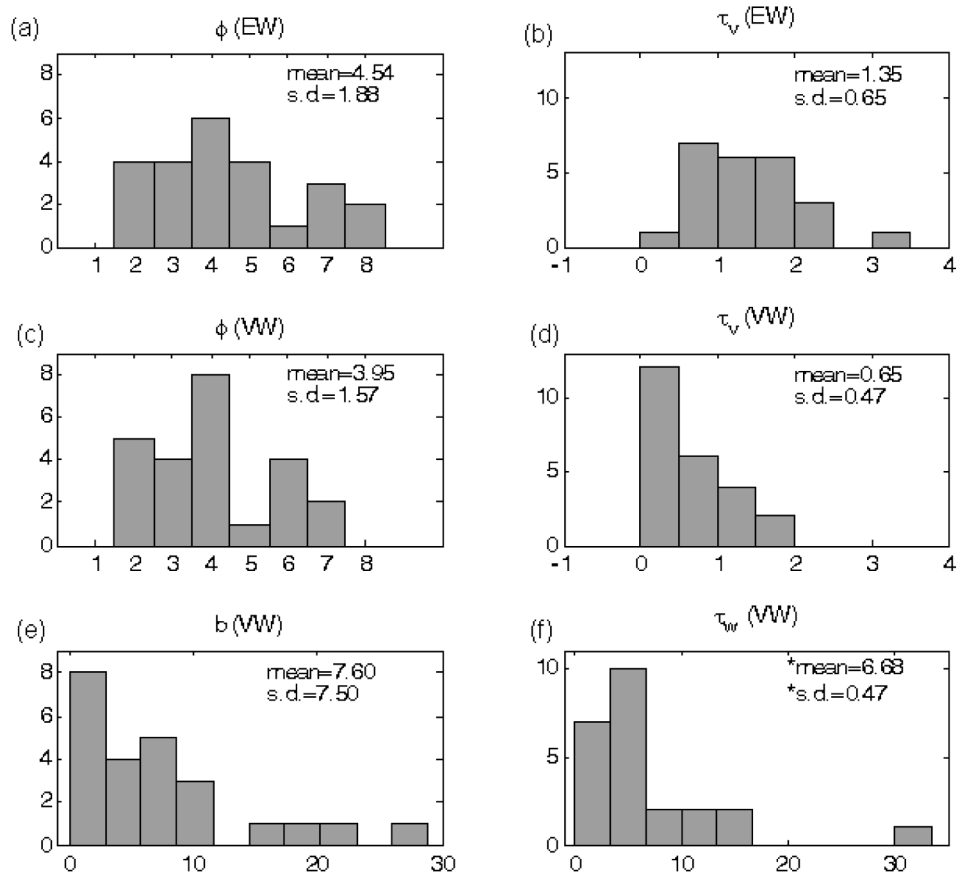 (a)
ϕ (EW)
8
6
4
2
0
mean=4.54
s.d=1.88
1 2 3 4 5 6 7 8
(b)
τv (EW)
10
5
0
mean=1.35
s.d.=0.65
-1 0 1 2 3 4
(c)
ϕ (VW)
8
6
4
2
0
mean=3.95
s.d=1.57
1 2 3 4 5 6 7 8
(d)
τv (VW)
10
5
0
mean=0.65
s.d.=0.47
-1 0 1 2 3 4
(e)
b (VW)
8
6
4
2
0
mean=7.60
s.d.=7.50
0 10 20 30
(f)
τw (VW)
10
5
0
*mean=6.68
*s.d.=0.47
0 10 20 30